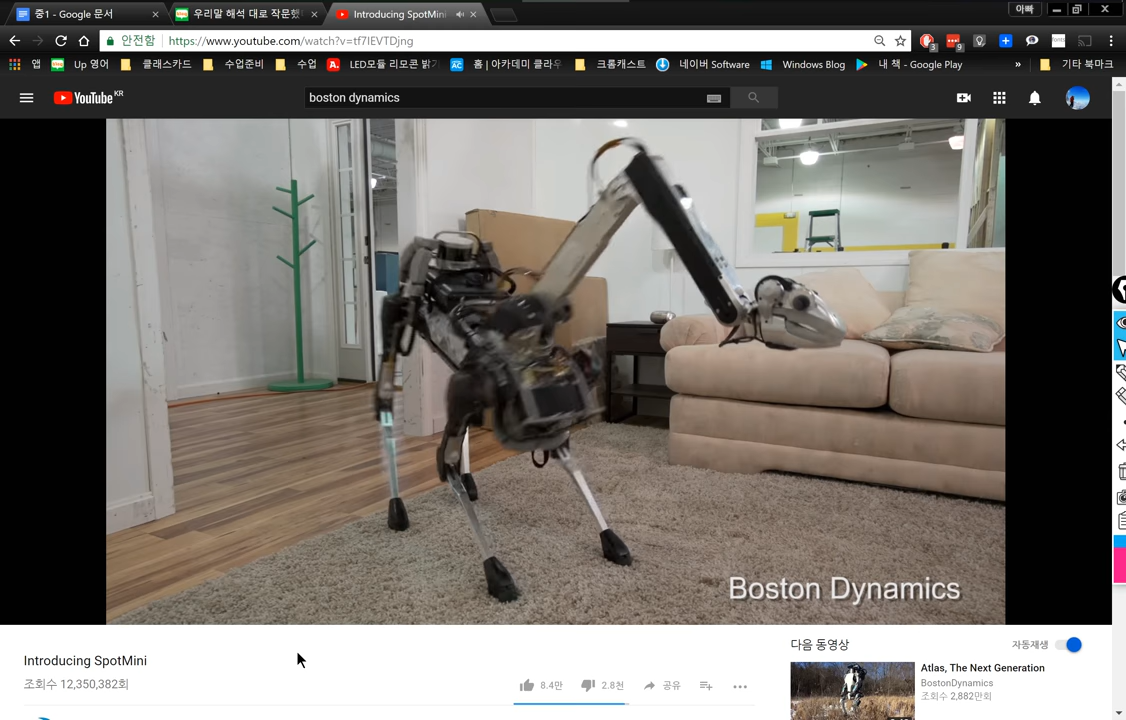 중1 - Google 문서
우리말 해석 대로 작문했
Introducing SpotMini
아빠
안전함
https://www.youtube.com/watch?v=tf7IEVTDjng
3
9
앱
Up 영어
클래스카드
수업준비
수업
LED모듈 리모콘 밝
홈 | 아카데미 클라우
크롬캐스트
네이버 Software
Windows Blog
내 책 - Google Play
»
기타 북마크
YouTube KR
boston dynamics
Boston Dynamics
Introducing SpotMini
조회수 12,350,382회
8.4만
2.8천
공유
다음 동영상
자동재생
Atlas, The Next Generation
BostonDynamics
조회수 2,882만회